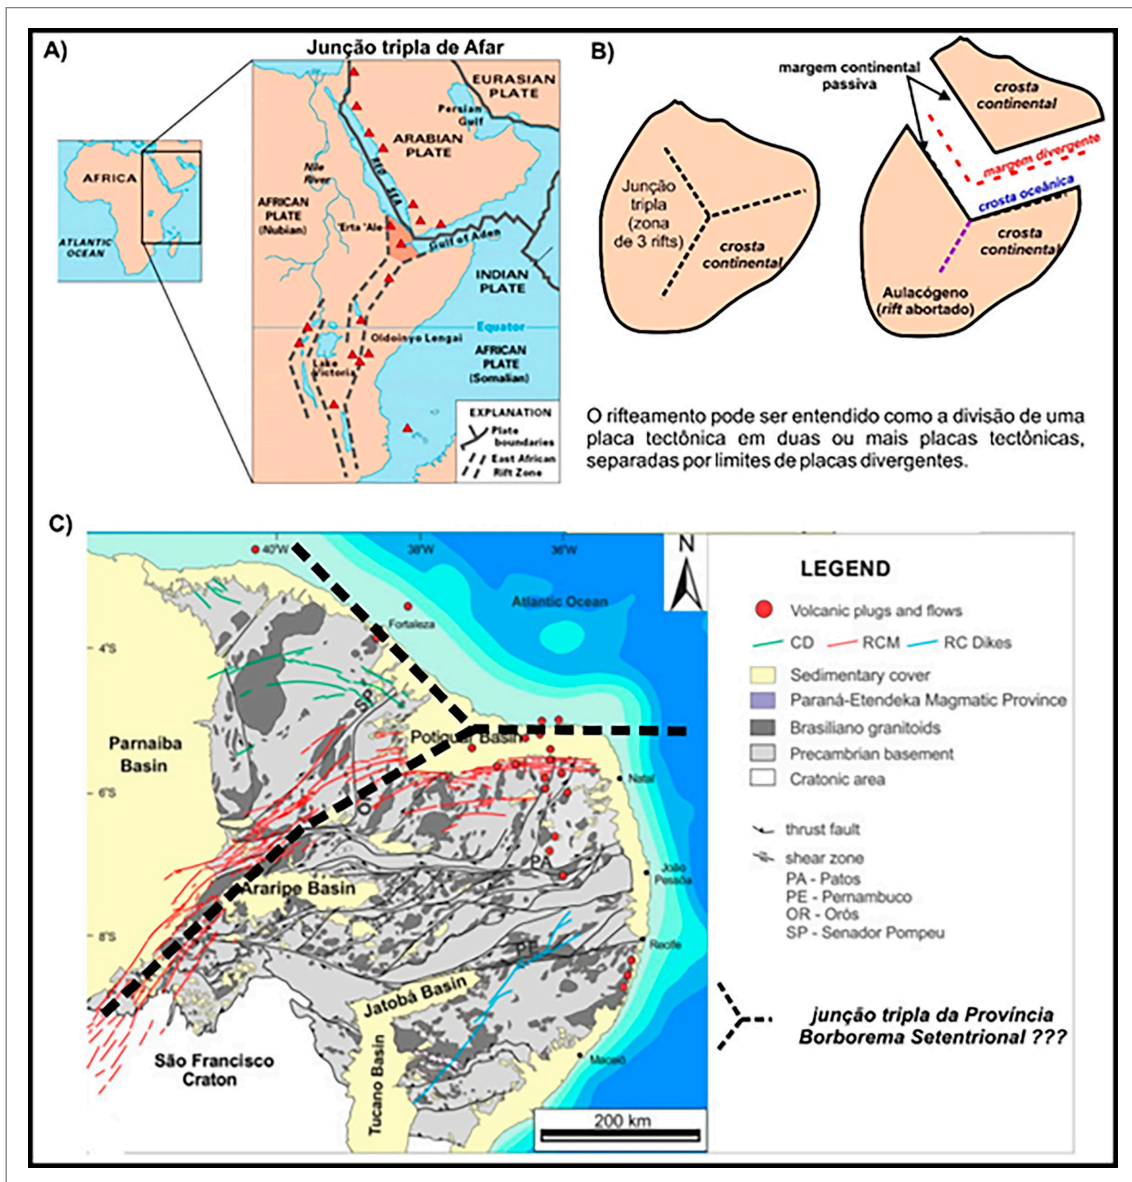 A)
Junção tripla de Afar
AFRICA
ATLANTIC
OCEAN
EURASIAN
PLATE
Persian
Gulf
ARABIAN
PLATE
Nile
River
RED SEA
AFRICAN
PLATE
(Nubian)
'Erta 'Ale
Gulf of Aden
INDIAN
PLATE
Equator
Oldoinyo Lengai
Lake
Victoria
AFRICAN
PLATE
(Somalian)
EXPLANATION
Plate
boundaries
East African
Rift Zone
B)
margem continental
passiva
crosta
continental
margem divergente
crosta oceânica
Junção
tripla
(zona
de 3 rifts)
crosta
continental
crosta
continental
Aulacógeno
(rift abortado)
O rifteamento pode ser entendido como a divisão de uma
placa tectônica em duas ou mais placas tectônicas,
separadas por limites de placas divergentes.
C)
40°W
38°W
36°W
4°S
6°S
8°S
N
Atlantic Ocean
Fortaleza
SP
Potiguar Basin
Parnaíba
Basin
Natal
PA
João
Pessôa
Araripe Basin
PE
Recife
Jatobá Basin
Tucano Basin
Maceió
São Francisco
Craton
200 km
LEGEND
Volcanic plugs and flows
CD RCM RC Dikes
Sedimentary cover
Paraná-Etendeka Magmatic Province
Brasiliano granitoids
Precambrian basement
Cratonic area
thrust fault
shear zone
PA - Patos
PE - Pernambuco
OR - Orós
SP - Senador Pompeu
junção tripla da Província
Borborema Setentrional ???